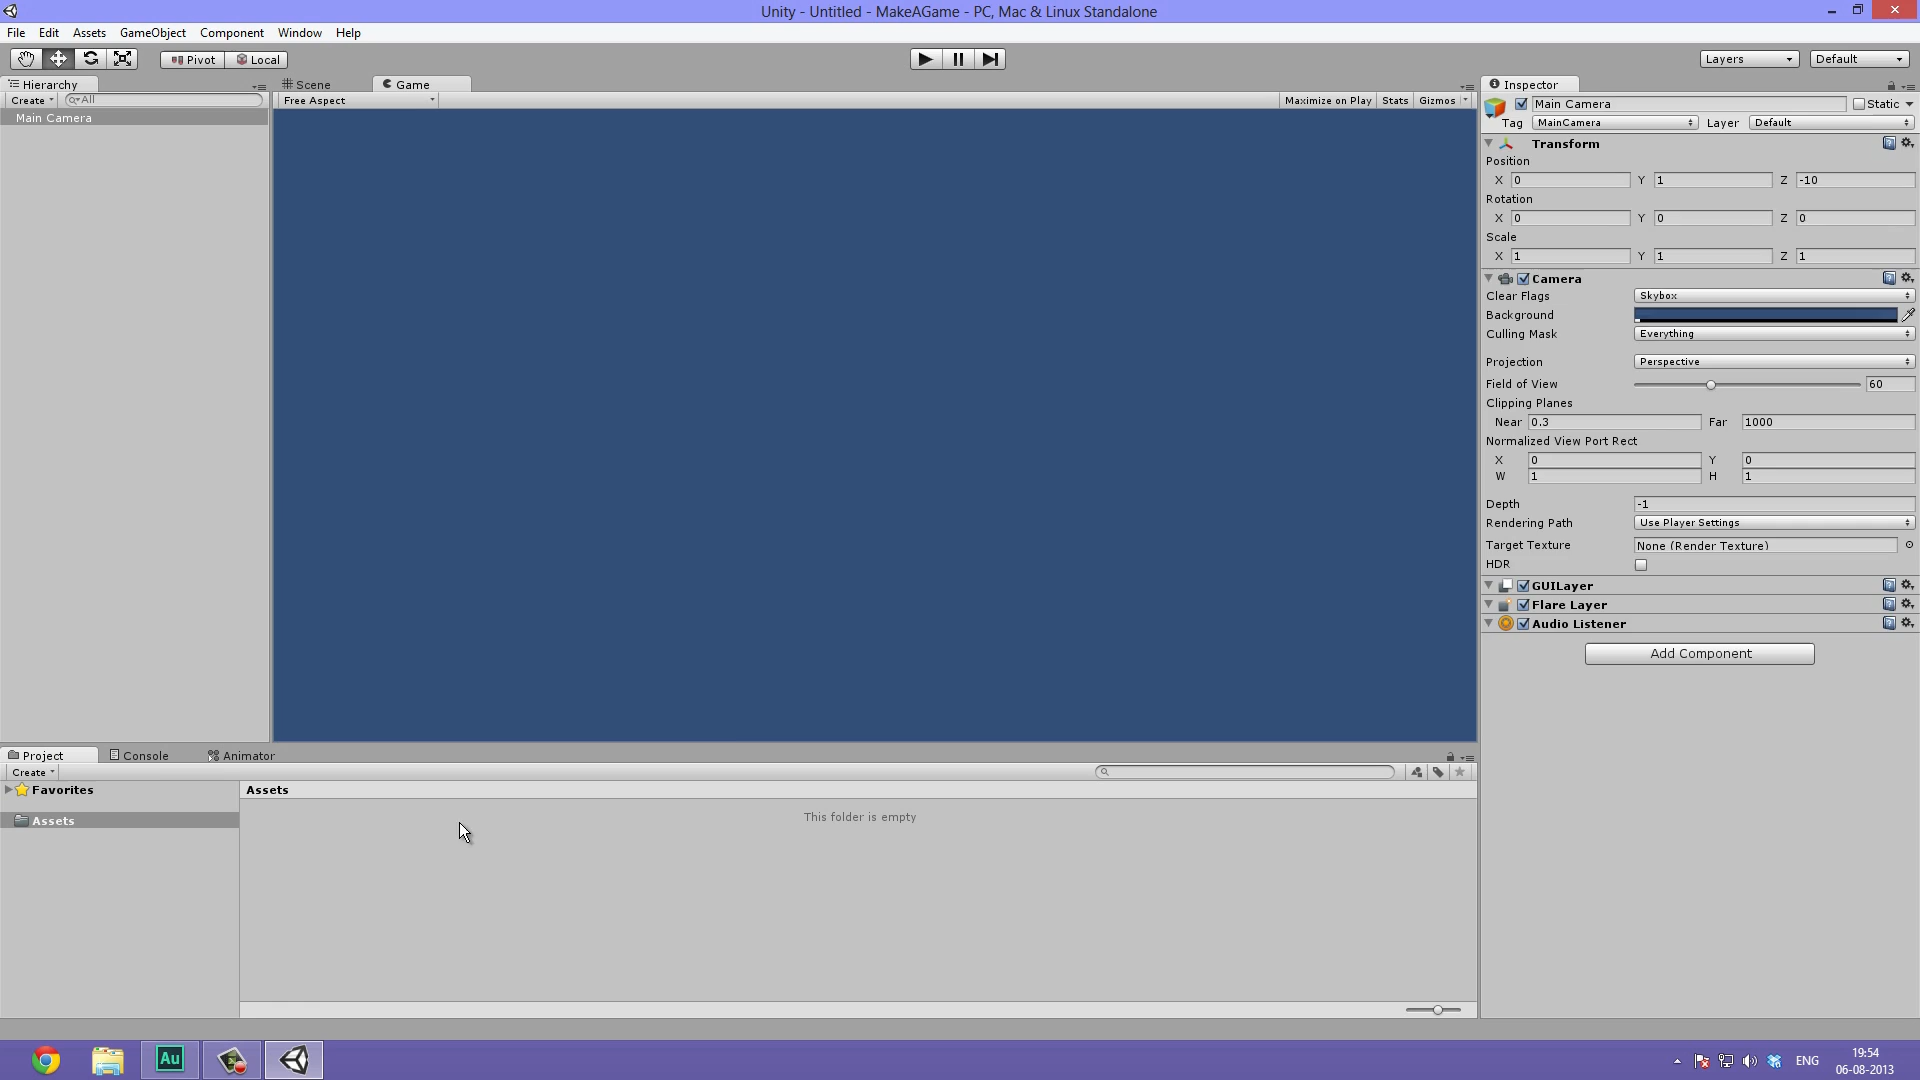 Unity - Untitled - MakeAGame - PC, Mac & Linux Standalone
File Edit Assets GameObject Component Window Help
Pivot Local Layers Default
Hierarchy Scene Game Inspector
Create All Free Aspect Maximize on Play Stats Gizmos Main Camera Static
Main Camera
Tag MainCamera Layer Default
Transform
Position
X 0 Y 1 Z -10
Rotation
X 0 Y 0 Z 0
Scale
X 1 Y 1 Z 1
Camera
Clear Flags Skybox
Background
Culling Mask Everything
Projection Perspective
Field of View 60
Clipping Planes
Near 0.3 Far 1000
Normalized View Port Rect
X 0 Y 0
W 1 H 1
Depth -1
Rendering Path Use Player Settings
Target Texture None (Render Texture)
HDR
GUILayer
Flare Layer
Audio Listener
Add Component
Project Console Animator
Create
Favorites Assets
This folder is empty
Assets
Au ENG 19:54
06-08-2013